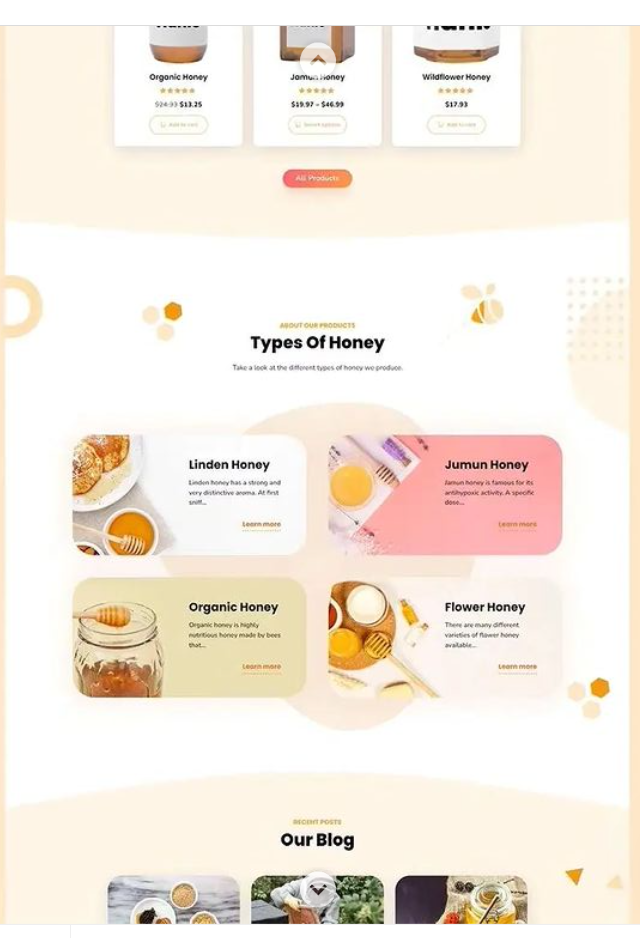 Organic Honey
Jamun Honey
Wildflower Honey
$24.99 $13.25
$19.97 – $46.99
$17.93
Add to cart
Select options
Add to cart
All Products
ABOUT OUR PRODUCTS
Types Of Honey
Take a look at the different types of honey we produce.
Linden Honey
Linden honey has a strong and
very distinctive aroma. At first
sniff...
Learn more
Jumun Honey
Jamun honey is famous for its
antihypoxic activity. A specific
dose...
Learn more
Organic Honey
Organic honey is highly
nutritious honey made by bees
that...
Learn more
Flower Honey
There are many different
varieties of flower honey
available...
Learn more
RECENT POSTS
Our Blog